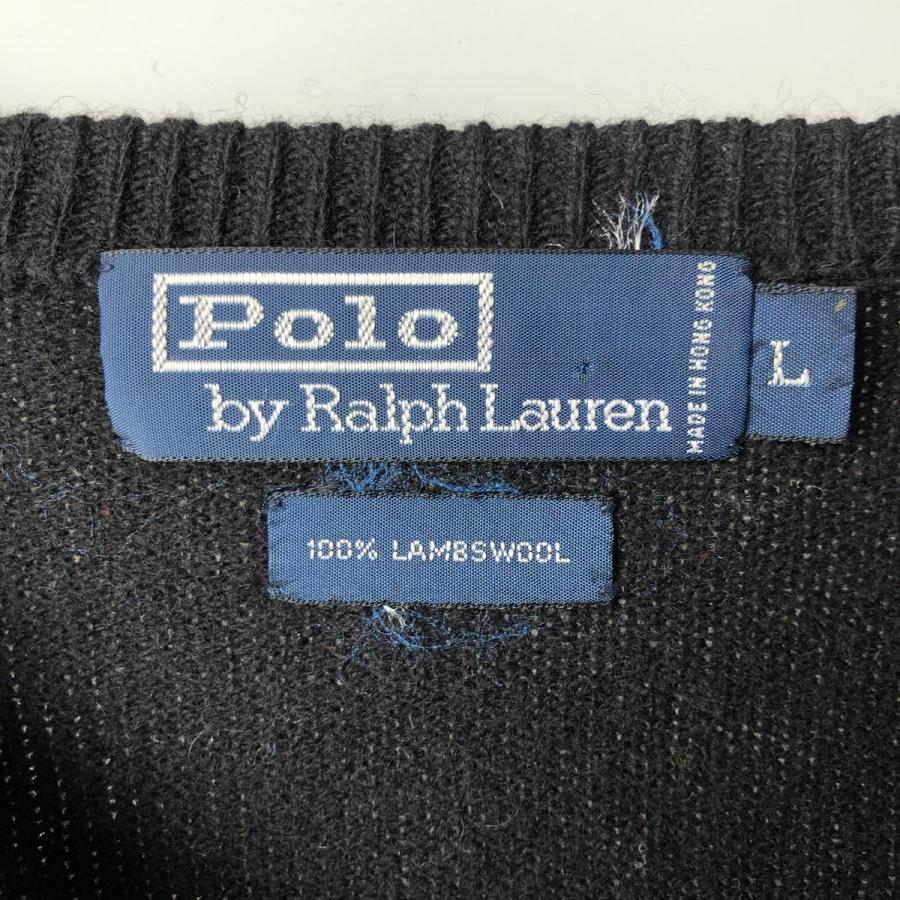 Polo
by Ralph Lauren
MADE IN HONG KONG
L
100% LAMBSWOOL